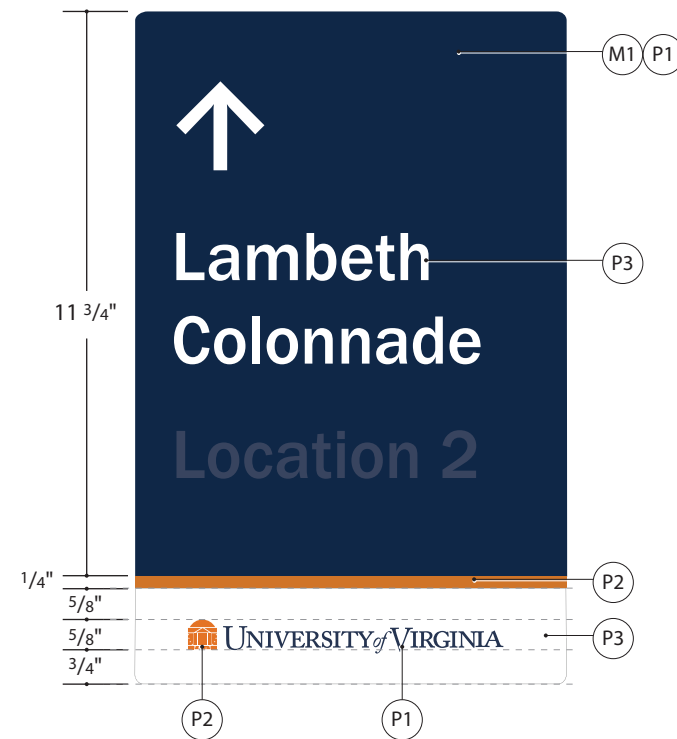 M1 P1
Lambeth
P3
11 3/4"
Colonnade
Location 2
1/4"
P2
5/8"
5/8"
UNIVERSITY of VIRGINIA
P3
3/4"
P2
P1